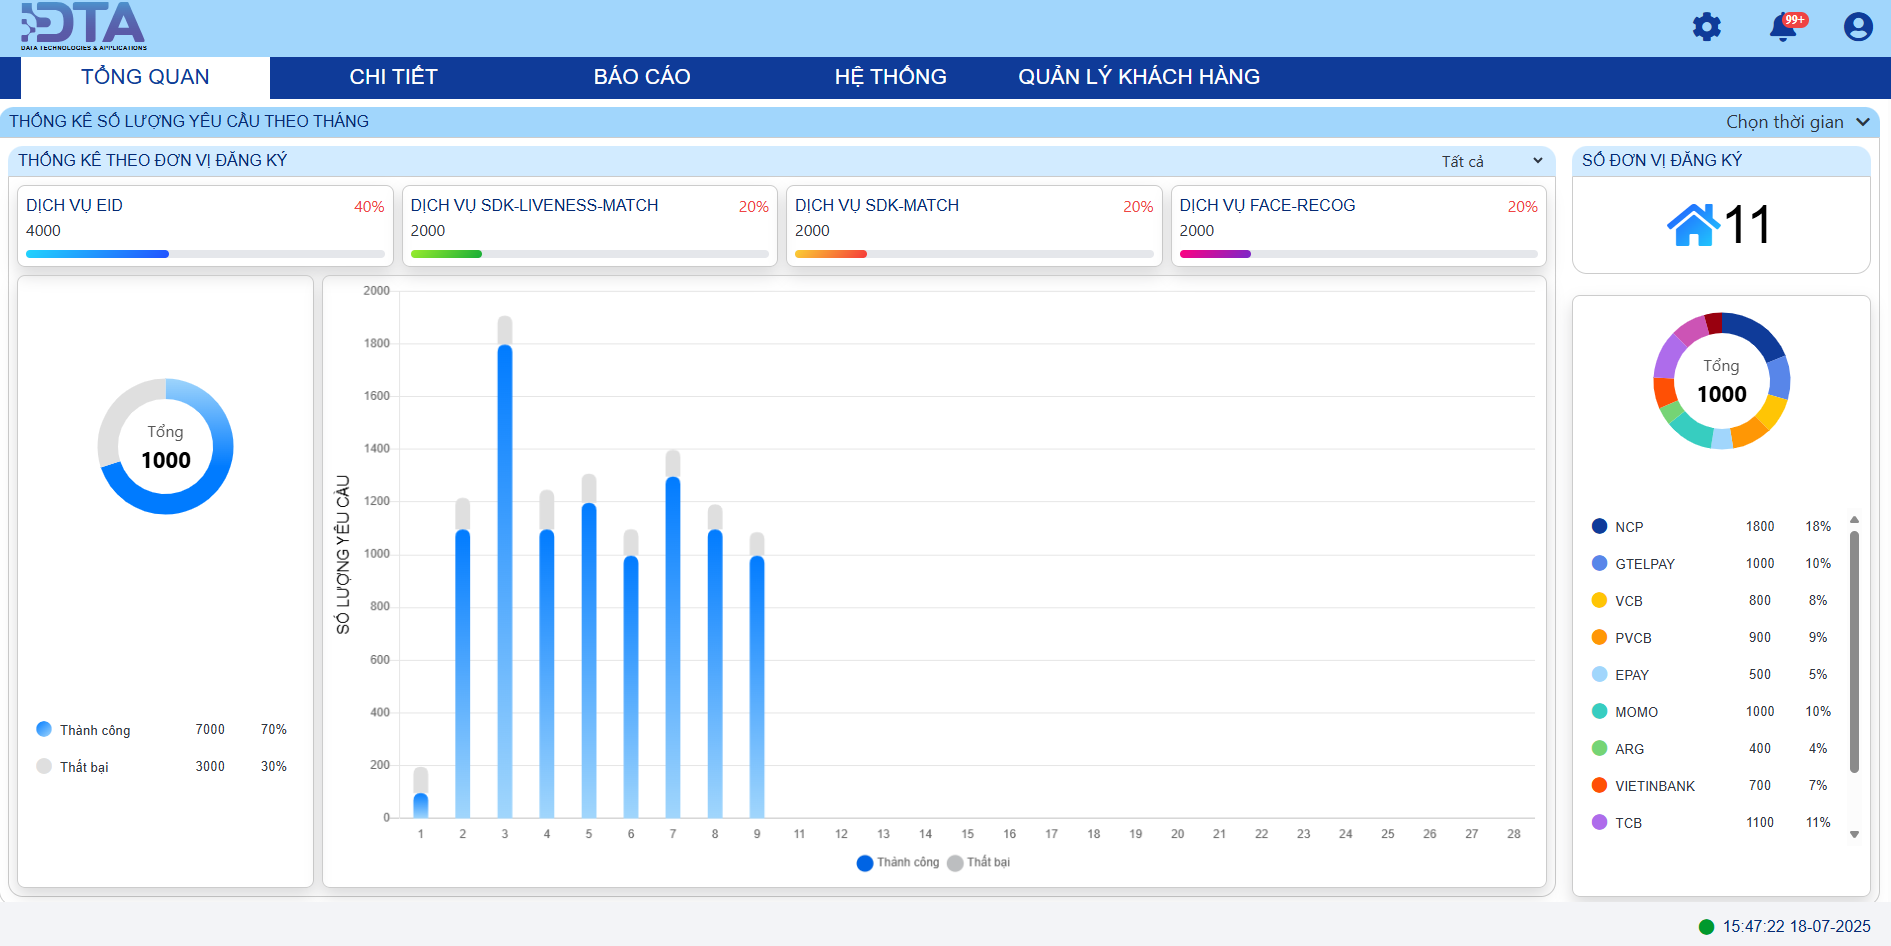 DTA
DATA TECHNOLOGIES & APPLICATIONS
99+
TỔNG QUAN
CHI TIẾT
BÁO CÁO
HỆ THỐNG
QUẢN LÝ KHÁCH HÀNG
THỐNG KÊ SỐ LƯỢNG YÊU CẦU THEO THÁNG
Chọn thời gian
THỐNG KÊ THEO ĐƠN VỊ ĐĂNG KÝ
Tất cả
DỊCH VỤ EID 40%
4000
DỊCH VỤ SDK-LIVENESS-MATCH 20%
2000
DỊCH VỤ SDK-MATCH 20%
2000
DỊCH VỤ FACE-RECOG 20%
2000
Tổng
1000
Thành công 7000 70%
Thất bại 3000 30%
SỐ LƯỢNG YÊU CẦU
2000
1800
1600
1400
1200
1000
800
600
400
200
0
1 2 3 4 5 6 7 8 9 11 12 13 14 15 16 17 18 19 20 21 22 23 24 25 26 27 28
Thành công Thất bại
SỐ ĐƠN VỊ ĐĂNG KÝ
11
Tổng
1000
NCP 1800 18%
GTELPAY 1000 10%
VCB 800 8%
PVCB 900 9%
EPAY 500 5%
MOMO 1000 10%
ARG 400 4%
VIETINBANK 700 7%
TCB 1100 11%
15:47:22 18-07-2025